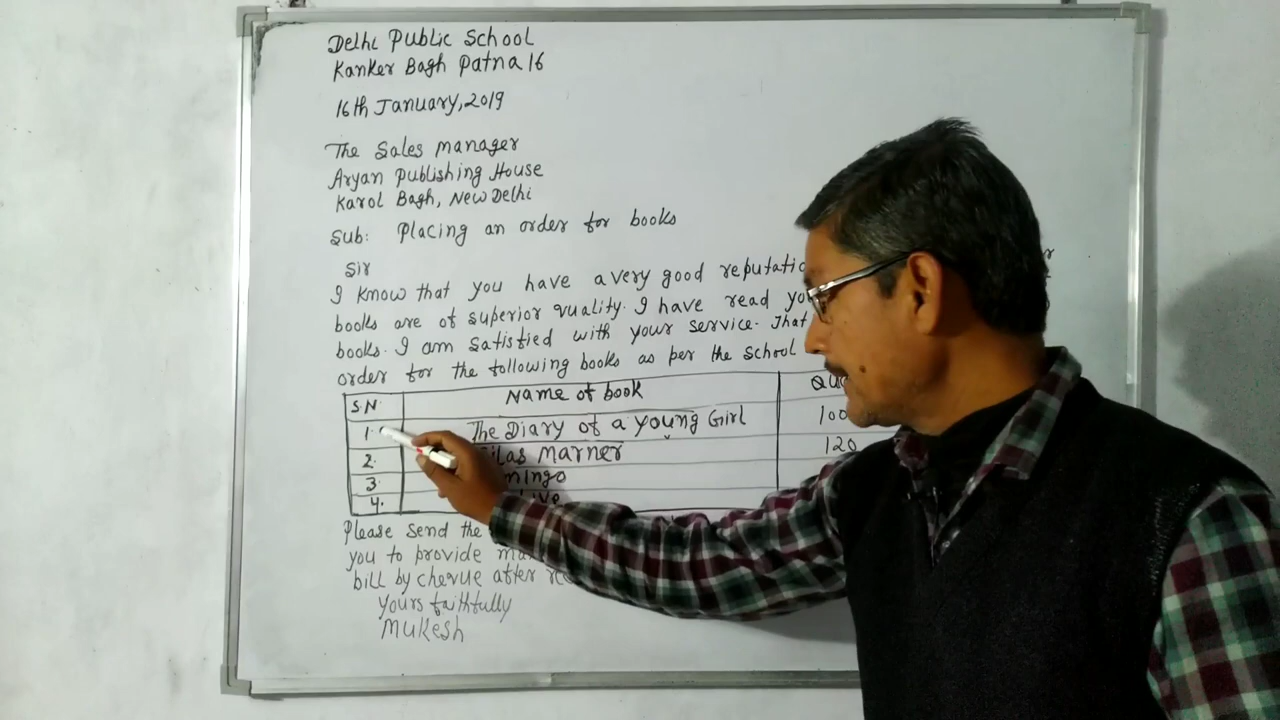 Delhi Public School
Kanker Bagh Patna 16
16th January, 2019
The Sales manager
Aryan Publishing House
Karol Bagh, New Delhi
Sub: Placing an order for books
Sir
I know that you have a very good reputatio
books are of superior quality. I have read yo
books. I am satisfied with your service. That
order for the following books as per the school
S.N. Name of book Qu
1. The Diary of a Young Girl 100
2. ilas Marner 120
3. mingo
4.
Please send the
you to provide
bill by cheque after
Yours faithfully
Mukesh